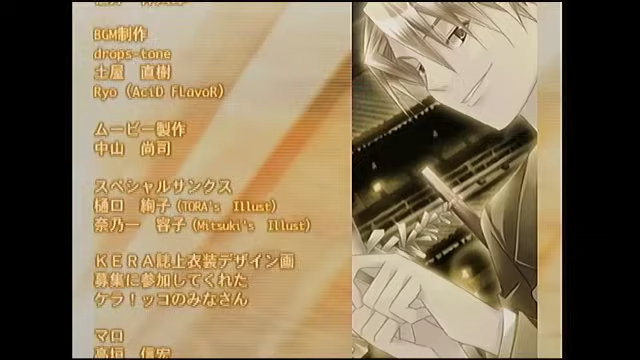 BGM制作
drops-tone
土屋　直樹
Ryo (AciD FLavoR)
ムービー製作
中山　尚司
スペシャルサンクス
樋口　絢子(TORA's Illust)
奈乃一　容子(Mitsuki's Illust)
ＫＥＲＡ誌上衣装デザイン画
募集に参加してくれた
ケラ！ッコのみなさん
マロ
高垣　信宏